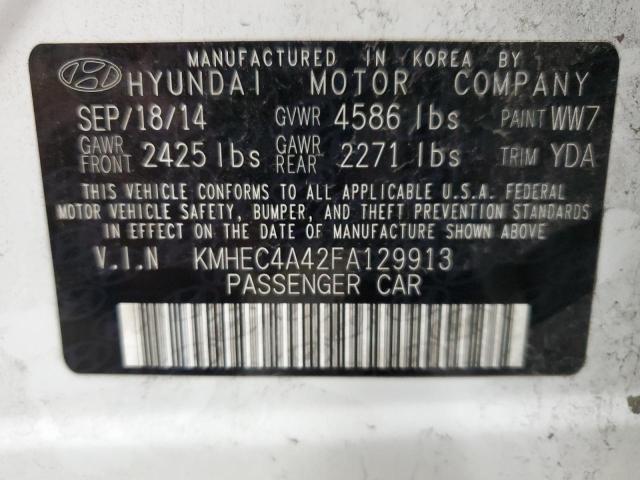 MANUFACTURED IN KOREA BY
HYUNDAI MOTOR COMPANY
SEP/18/14 GVWR 4586 lbs PAINT WW7
GAWR FRONT 2425 lbs GAWR REAR 2271 lbs TRIM YDA
THIS VEHICLE CONFORMS TO ALL APPLICABLE U.S.A. FEDERAL
MOTOR VEHICLE SAFETY, BUMPER, AND THEFT PREVENTION STANDARDS
IN EFFECT ON THE DATE OF MANUFACTURE SHOWN ABOVE.
V.I.N KMHEC4A42FA129913
PASSENGER CAR